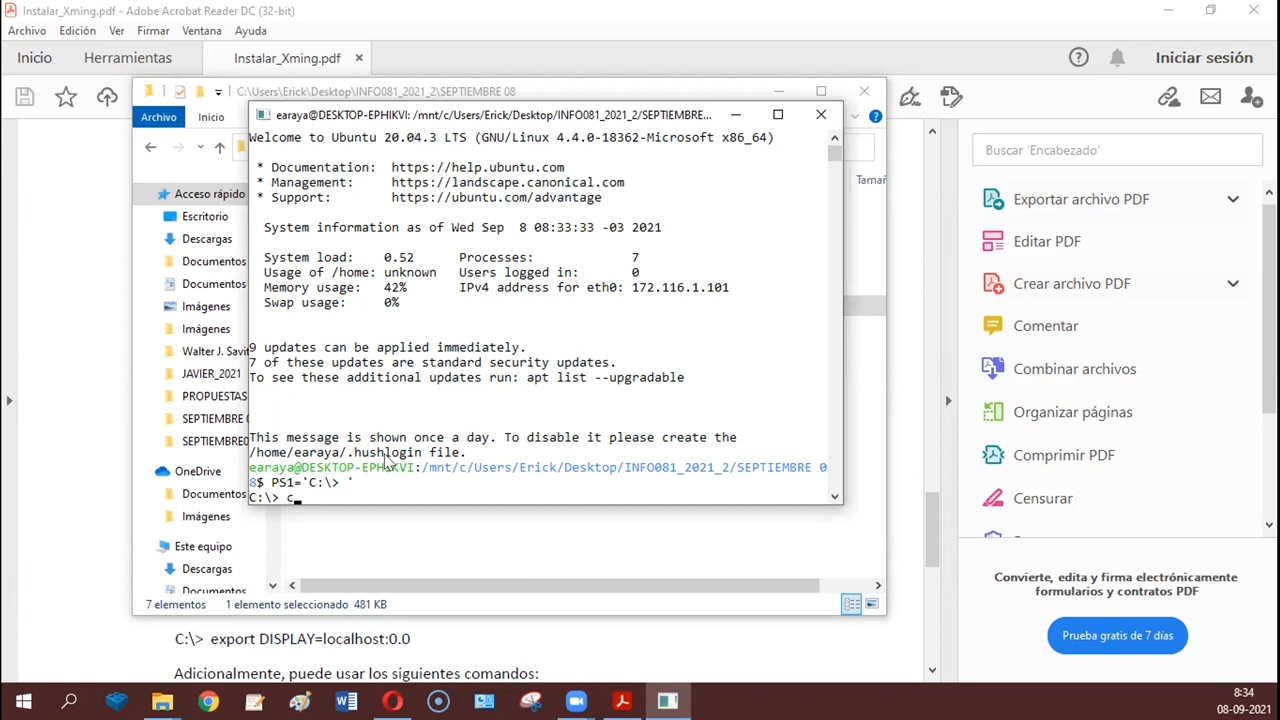 Instalar_Xming.pdf - Adobe Acrobat Reader DC (32-bit)
Archivo Edición Ver Firmar Ventana Ayuda
Inicio Herramientas Instalar_Xming.pdf × Iniciar sesión
C:\Users\Erick\Desktop\INFO081_2021_2\SEPTIEMBRE 08
Archivo Inicio
earaya@DESKTOP-EPHIKVI: /mnt/c/Users/Erick/Desktop/INFO081_2021_2/SEPTIEMBRE...
Welcome to Ubuntu 20.04.3 LTS (GNU/Linux 4.4.0-18362-Microsoft x86_64)
* Documentation: https://help.ubuntu.com
* Management: https://landscape.canonical.com
* Support: https://ubuntu.com/advantage
System information as of Wed Sep 8 08:33:33 -03 2021
System load: 0.52 Processes: 7
Usage of /home: unknown Users logged in: 0
Memory usage: 42% IPv4 address for eth0: 172.116.1.101
Swap usage: 0%
9 updates can be applied immediately.
7 of these updates are standard security updates.
To see these additional updates run: apt list --upgradable
This message is shown once a day. To disable it please create the
/home/earaya/.hushlogin file.
earaya@DESKTOP-EPHIKVI:/mnt/c/Users/Erick/Desktop/INFO081_2021_2/SEPTIEMBRE 0
8$ PS1='C:\> '
C:\> c
Acceso rápido
Escritorio
Descargas
Documentos
Documentos
Imágenes
Imágenes
Walter J. Savit
JAVIER_2021
PROPUESTAS
SEPTIEMBRE 0
SEPTIEMBRE0
OneDrive
Documentos
Imágenes
Este equipo
Descargas
Documentos
Tamañ
7 elementos 1 elemento seleccionado 481 KB
C:\> export DISPLAY=localhost:0.0
Adicionalmente, puede usar los siguientes comandos:
Buscar 'Encabezado'
Exportar archivo PDF
Editar PDF
Crear archivo PDF
Comentar
Combinar archivos
Organizar páginas
Comprimir PDF
Censurar
Convierte, edita y firma electrónicamente
formularios y contratos PDF
Prueba gratis de 7 días
8:34
08-09-2021